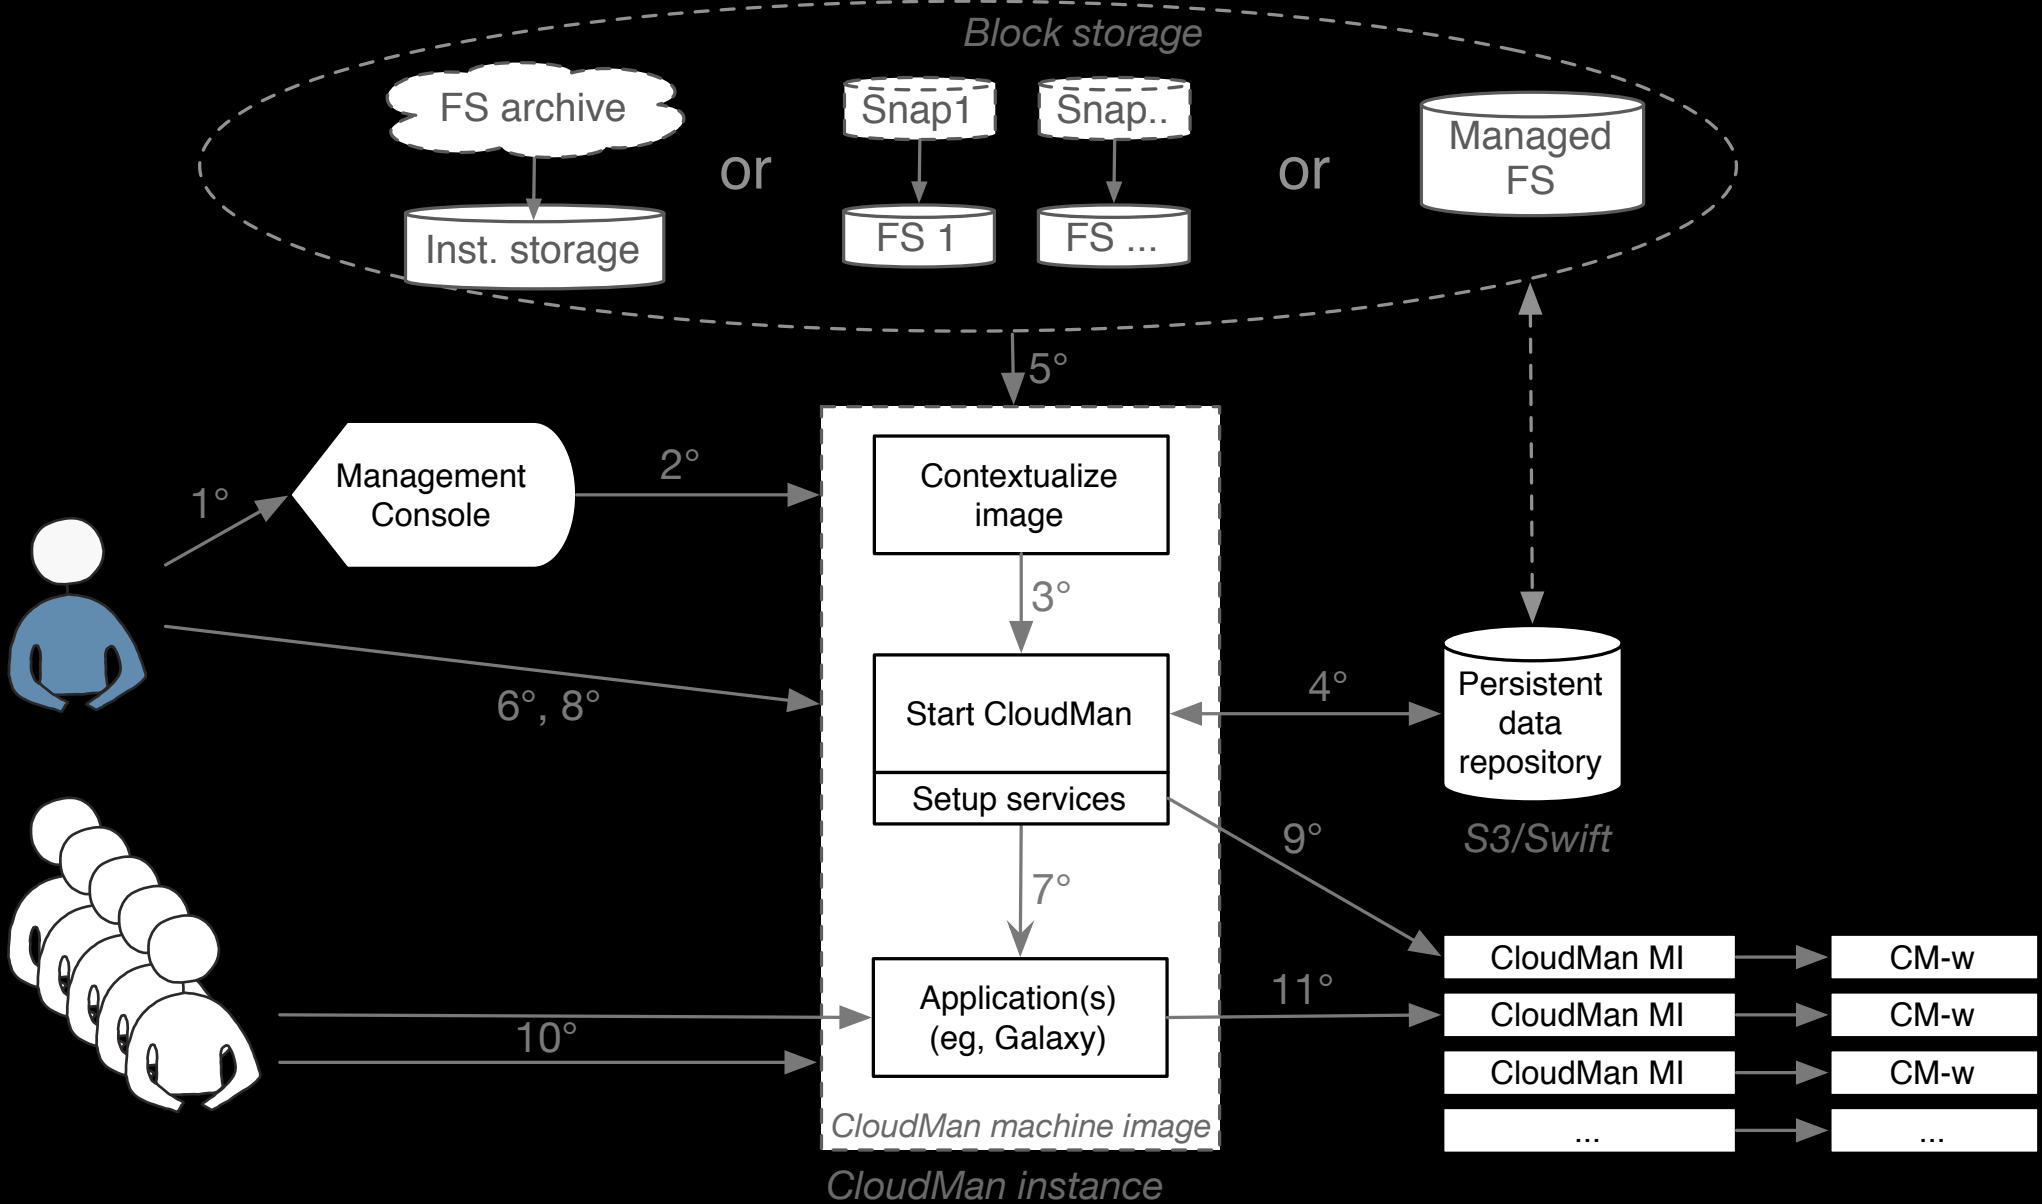 Block storage
FS archive
Snap1
Snap..
or
or
Managed
FS
Inst. storage
FS 1
FS ...
5°
1°
Management
Console
2°
Contextualize
image
3°
6°, 8°
Start CloudMan
4°
Persistent
data
repository
Setup services
S3/Swift
9°
7°
CloudMan MI
CM-w
Application(s)
(eg, Galaxy)
10°
11°
CloudMan MI
CM-w
CloudMan MI
CM-w
...
...
CloudMan machine image
CloudMan instance